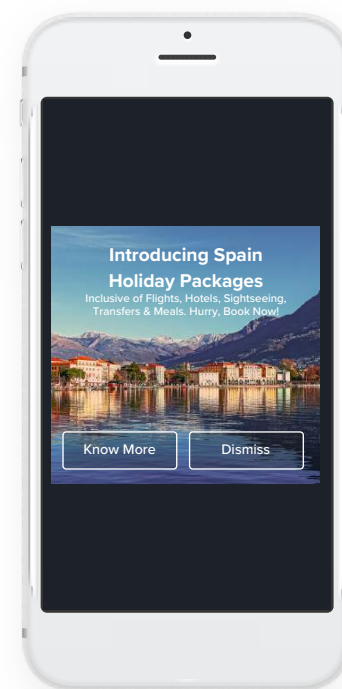 Introducing Spain
Holiday Packages
Inclusive of Flights, Hotels, Sightseeing,
Transfers & Meals. Hurry, Book Now!
Know More
Dismiss